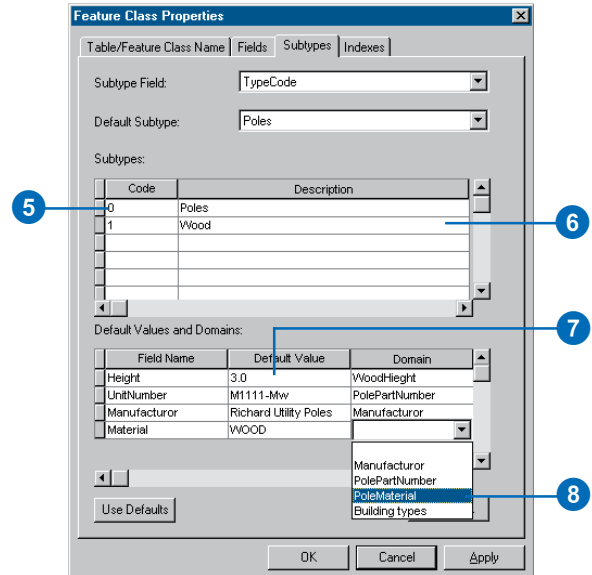 Feature Class Properties
Table/Feature Class Name Fields Subtypes Indexes
Subtype Field: TypeCode
Default Subtype: Poles
Subtypes:
Code Description
5
0 Poles
6
1 Wood
Default Values and Domains:
7
Field Name Default Value Domain
Height 3.0 WoodHieght
UnitNumber M1111-Mw PolePartNumber
Manufacturor Richard Utility Poles Manufacturor
Material WOOD
Manufacturor
PolePartNumber
PoleMaterial
8
Building types
Use Defaults
OK Cancel Apply